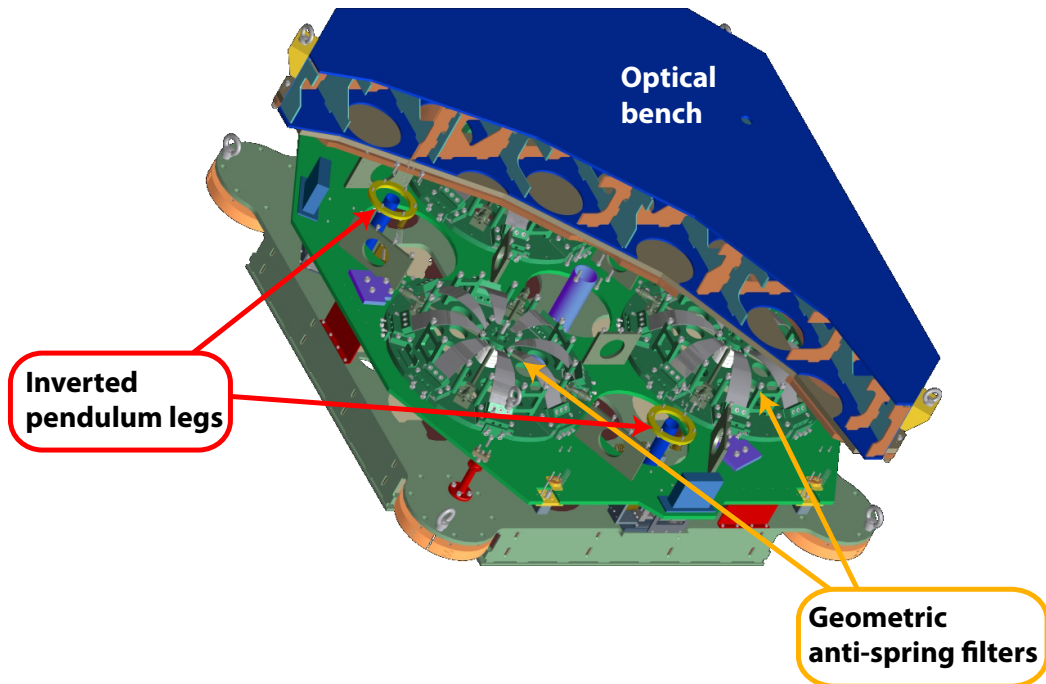 Optical
bench
Inverted
pendulum legs
Geometric
anti-spring filters